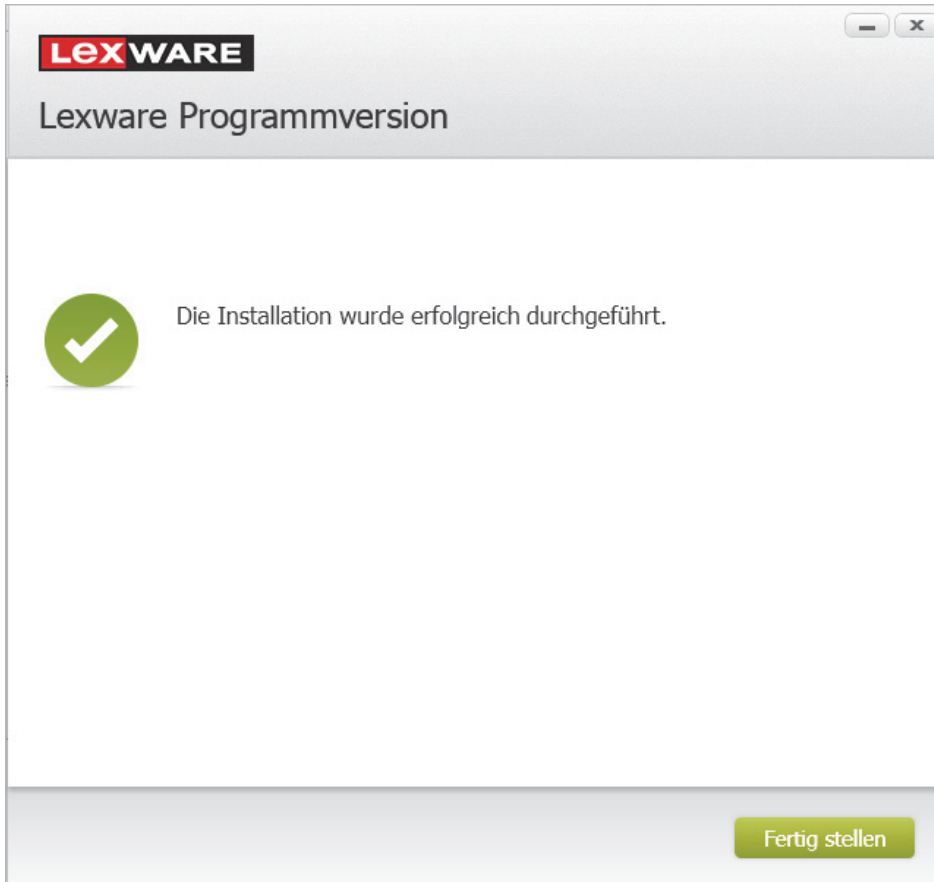 LEXWARE
Lexware Programmversion
Die Installation wurde erfolgreich durchgeführt.
Fertig stellen